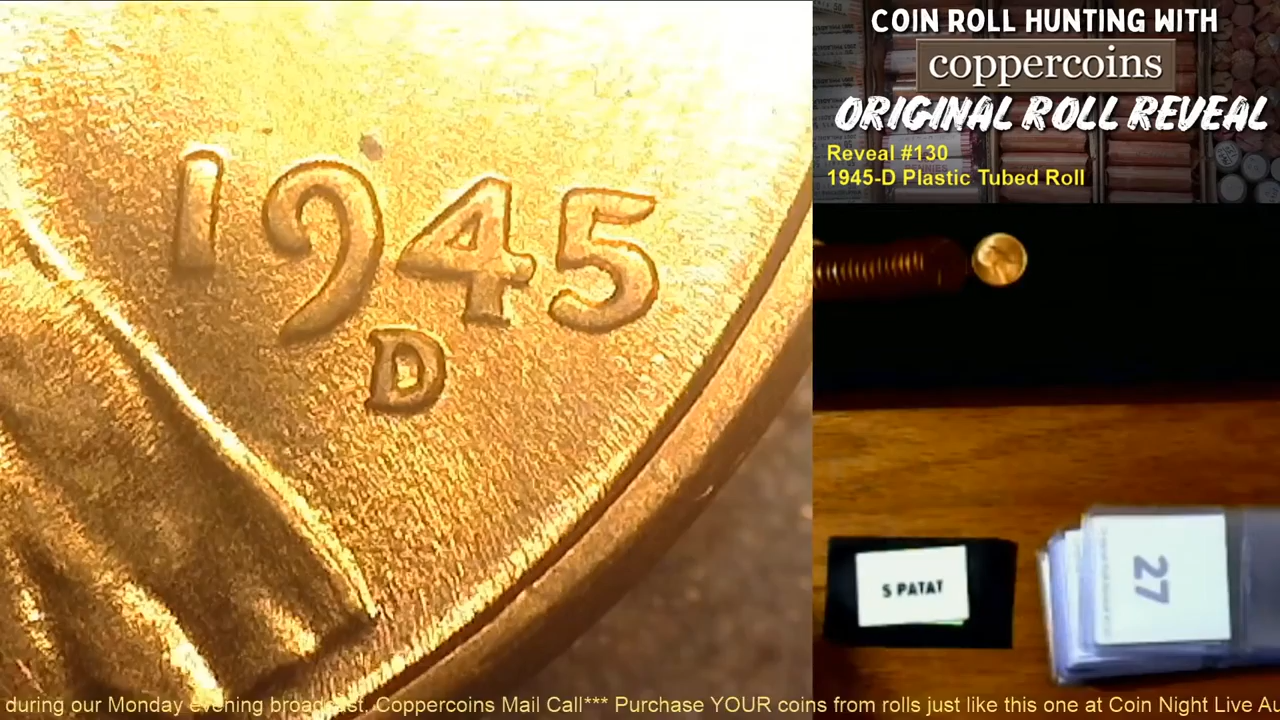 1945
D
COIN ROLL HUNTING WITH
coppercoins
ORIGINAL ROLL REVEAL
Reveal #130
1945-D Plastic Tubed Roll
S PATAT
27
during our Monday evening broadcast, Coppercoins Mail Call*** Purchase YOUR coins from rolls just like this one at Coin Night Live Au